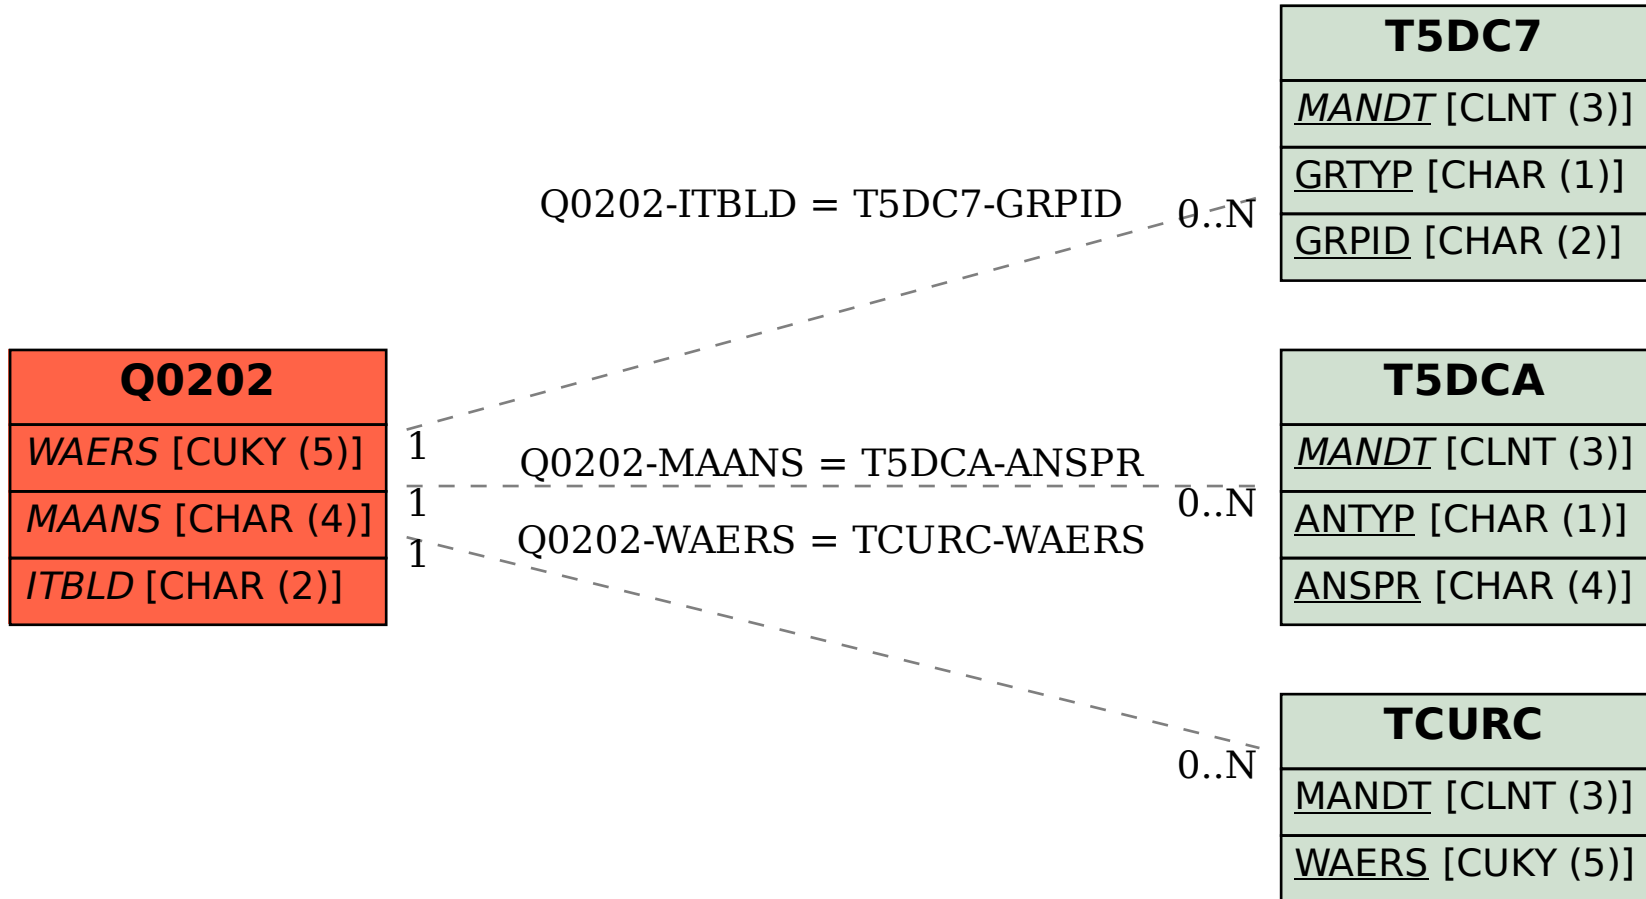 T5DC7
MANDT [CLNT (3)]
GRTYP [CHAR (1)]
GRPID [CHAR (2)]
Q0202-ITBLD = T5DC7-GRPID
0..N
Q0202
WAERS [CUKY (5)]
MAANS [CHAR (4)]
ITBLD [CHAR (2)]
1
1
1
Q0202-MAANS = T5DCA-ANSPR
0..N
Q0202-WAERS = TCURC-WAERS
0..N
T5DCA
MANDT [CLNT (3)]
ANTYP [CHAR (1)]
ANSPR [CHAR (4)]
TCURC
MANDT [CLNT (3)]
WAERS [CUKY (5)]